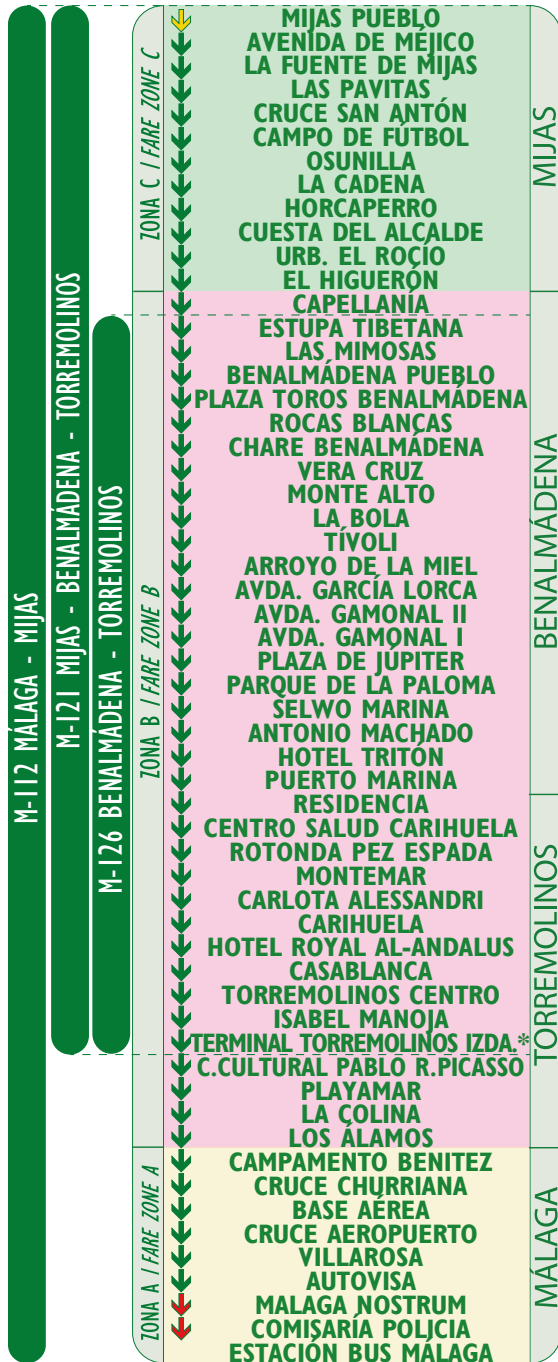 M-112 MÁLAGA - MIJAS
M-121 MIJAS - BENALMÁDENA - TORREMOLINOS
M-126 BENALMÁDENA - TORREMOLINOS
ZONA C / FARE ZONE C
ZONA B / FARE ZONE B
ZONA A / FARE ZONE A
MIJAS PUEBLO
AVENIDA DE MÉJICO
LA FUENTE DE MIJAS
LAS PAVITAS
CRUCE SAN ANTÓN
CAMPO DE FÚTBOL
OSUNILLA
LA CADENA
HORCAPERRO
CUESTA DEL ALCALDE
URB. EL ROCÍO
EL HIGUERÓN
CAPELLANÍA
ESTUPA TIBETANA
LAS MIMOSAS
BENALMÁDENA PUEBLO
PLAZA TOROS BENALMÁDENA
ROCAS BLANCAS
CHARE BENALMÁDENA
VERA CRUZ
MONTE ALTO
LA BOLA
TÍVOLI
ARROYO DE LA MIEL
AVDA. GARCÍA LORCA
AVDA. GAMONAL II
AVDA. GAMONAL I
PLAZA DE JÚPITER
PARQUE DE LA PALOMA
SELWO MARINA
ANTONIO MACHADO
HOTEL TRITÓN
PUERTO MARINA
RESIDENCIA
CENTRO SALUD CARIHUELA
ROTONDA PEZ ESPADA
MONTEMAR
CARLOTA ALESSANDRI
CARIHUELA
HOTEL ROYAL AL-ANDALUS
CASABLANCA
TORREMOLINOS CENTRO
ISABEL MANOJA
TERMINAL TORREMOLINOS IZDA.*
C.CULTURAL PABLO R.PICASSO
PLAYAMAR
LA COLINA
LOS ÁLAMOS
CAMPAMENTO BENITEZ
CRUCE CHURRIANA
BASE AÉREA
CRUCE AEROPUERTO
VILLAROSA
AUTOVISA
MALAGA NOSTRUM
COMISARÍA POLICIA
ESTACIÓN BUS MÁLAGA
MIJAS
BENALMÁDENA
TORREMOLINOS
MÁLAGA